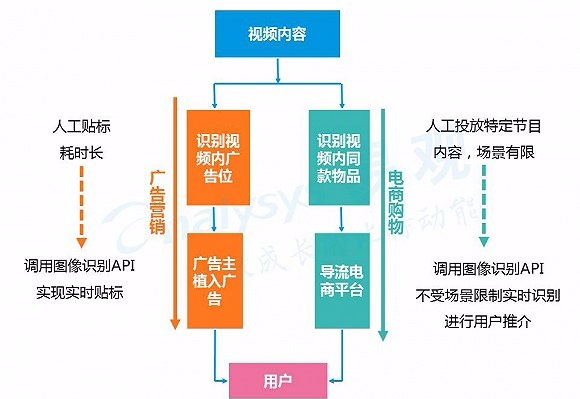 视频内容
人工贴标
耗时长
调用图像识别API
实现实时贴标
广告营销
识别视
频内广
告位
广告主
植入广
告
识别视
频内同
款物品
导流电
商平台
电商购物
人工投放特定节目
内容，场景有限
调用图像识别API
不受场景限制实时识别
进行用户推介
用户